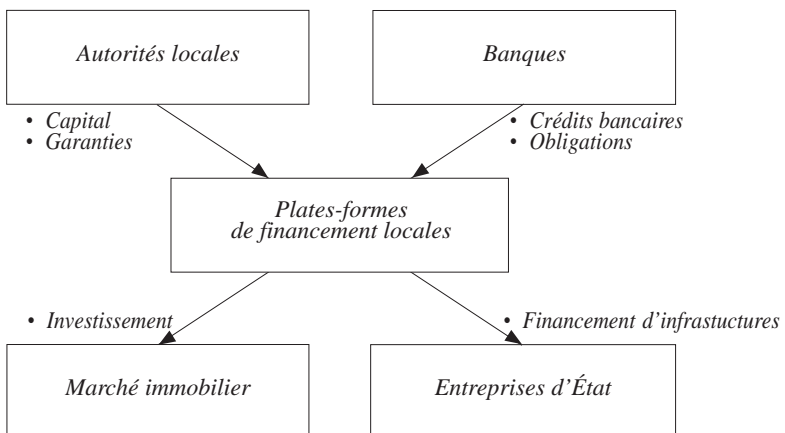 Autorités locales
Banques
• Capital
• Garanties
• Crédits bancaires
• Obligations
Plates-formes
de financement locales
• Investissement
• Financement d’infrastuctures
Marché immobilier
Entreprises d’État